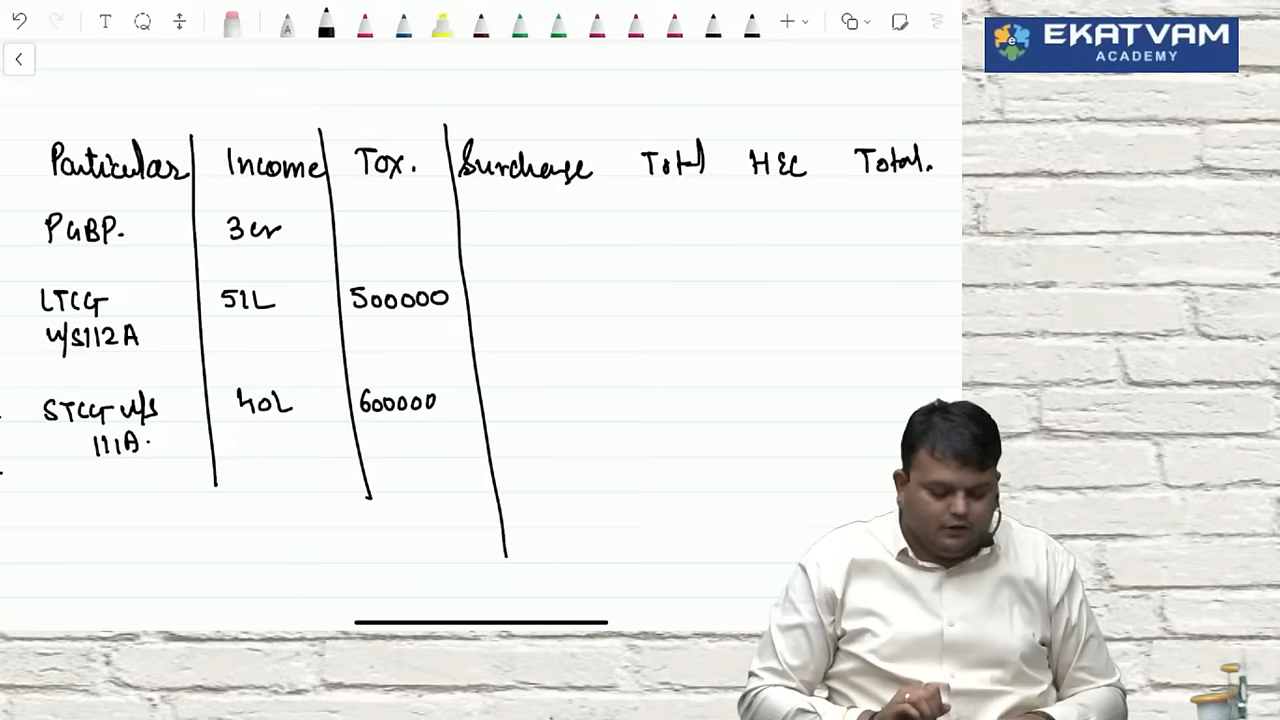 EKATVAM
ACADEMY
Particular Income Tax. Surcharge Total HEC Total.
PGBP. 3cr
LTCG 51L 500000
u/s112A
STCG u/s 40L 600000
111A.